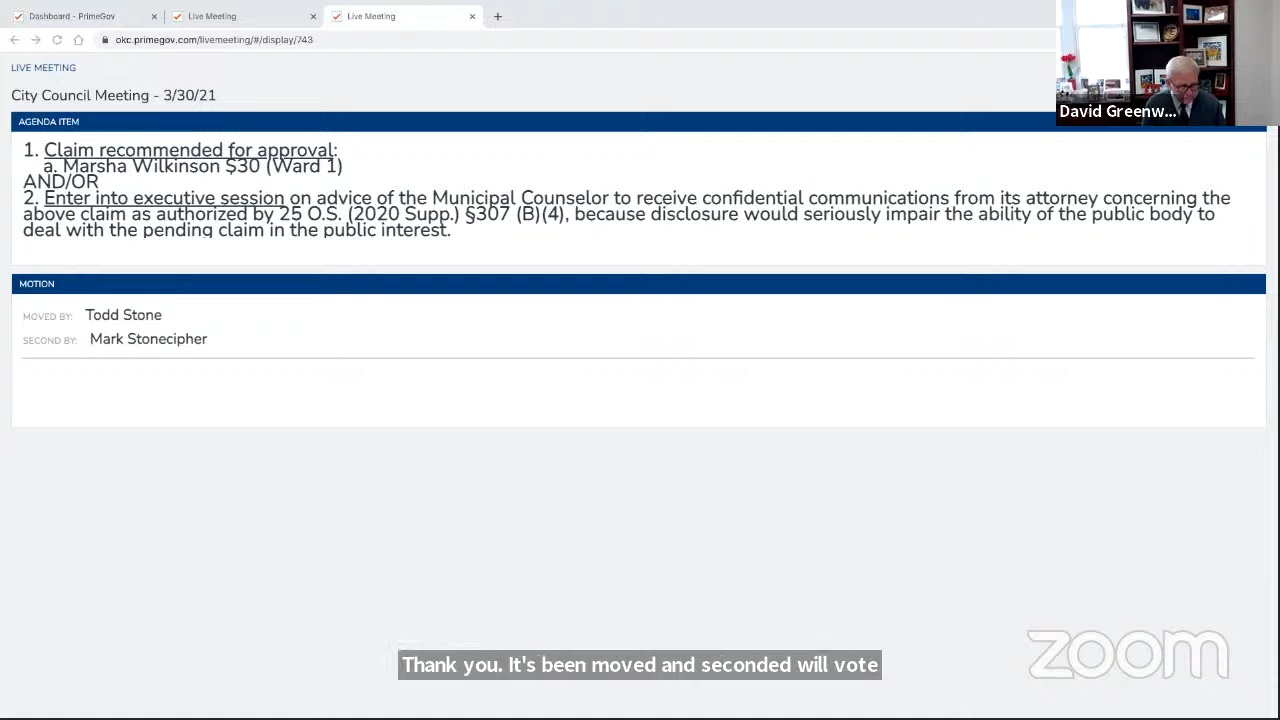 Dashboard - PrimeGov
Live Meeting
Live Meeting
okc.primegov.com/livemeeting/#/display/743
LIVE MEETING
City Council Meeting - 3/30/21
David Greenw...
AGENDA ITEM
1. Claim recommended for approval:
a. Marsha Wilkinson $30 (Ward 1)
AND/OR
2. Enter into executive session on advice of the Municipal Counselor to receive confidential communications from its attorney concerning the
above claim as authorized by 25 O.S. (2020 Supp.) §307 (B)(4), because disclosure would seriously impair the ability of the public body to
deal with the pending claim in the public interest.
MOTION
MOVED BY: Todd Stone
SECOND BY: Mark Stonecipher
zoom
Thank you. It's been moved and seconded will vote